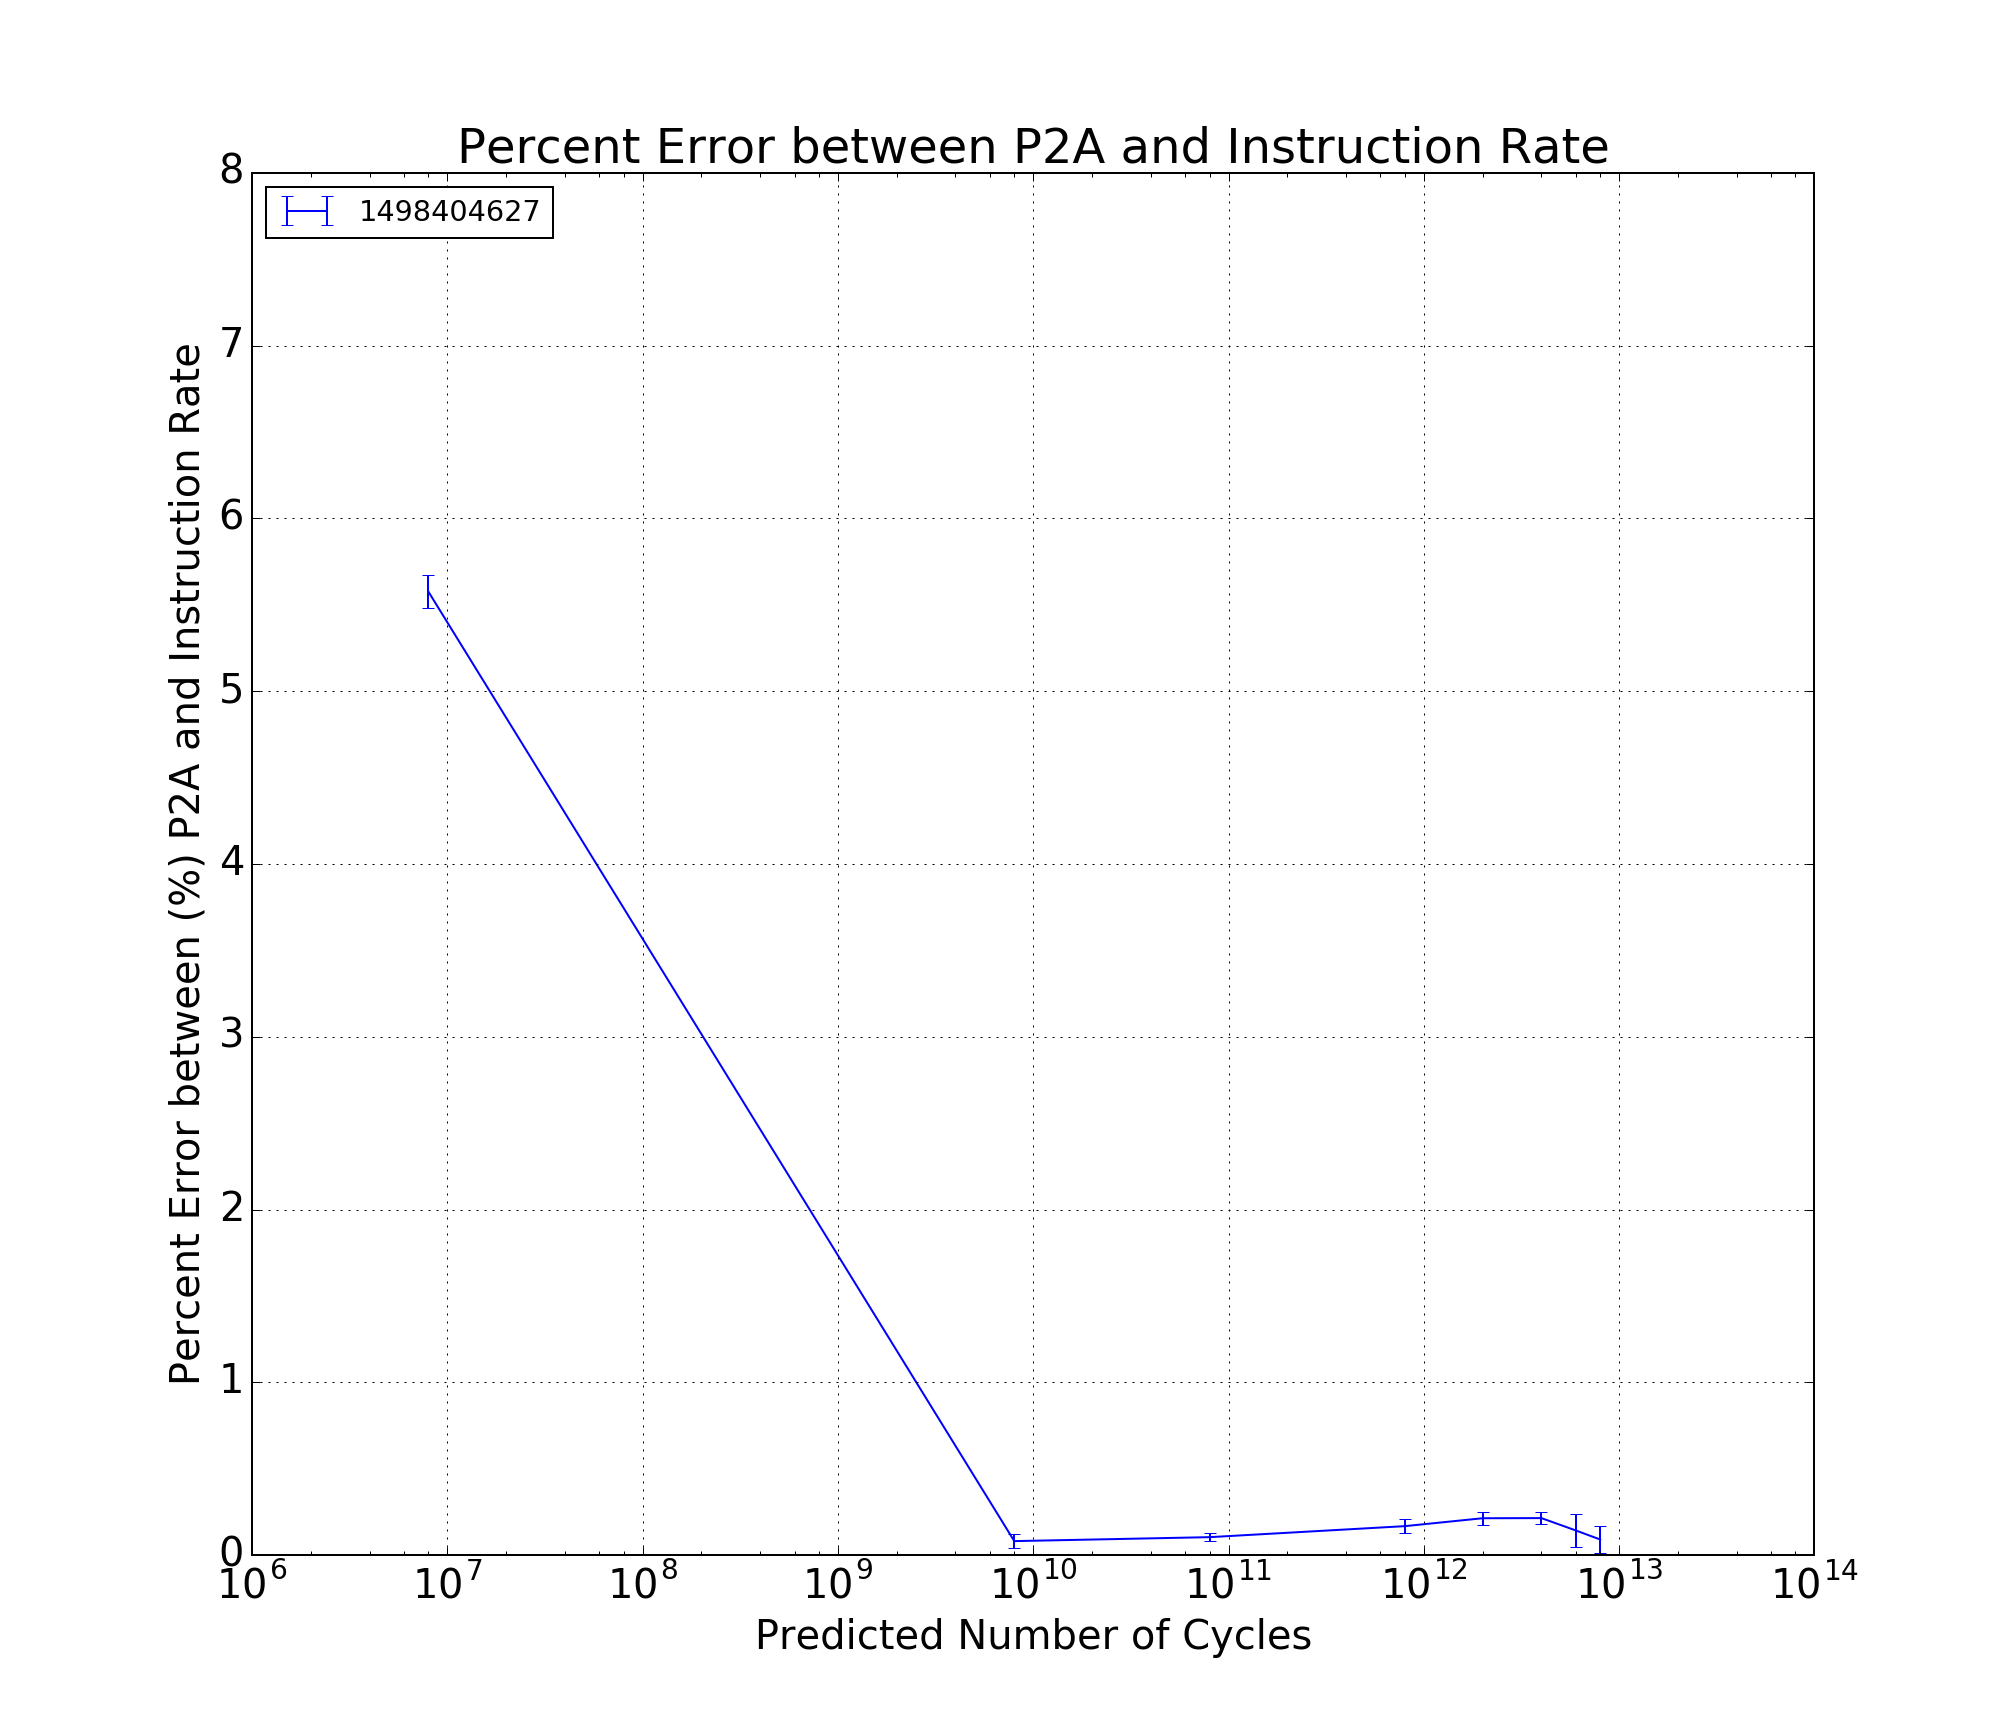 Percent Error between P2A and Instruction Rate
1498404627
8
7
6
5
4
3
2
1
0
Percent Error between (%) P2A and Instruction Rate
10^6 10^7 10^8 10^9 10^10 10^11 10^12 10^13 10^14
Predicted Number of Cycles